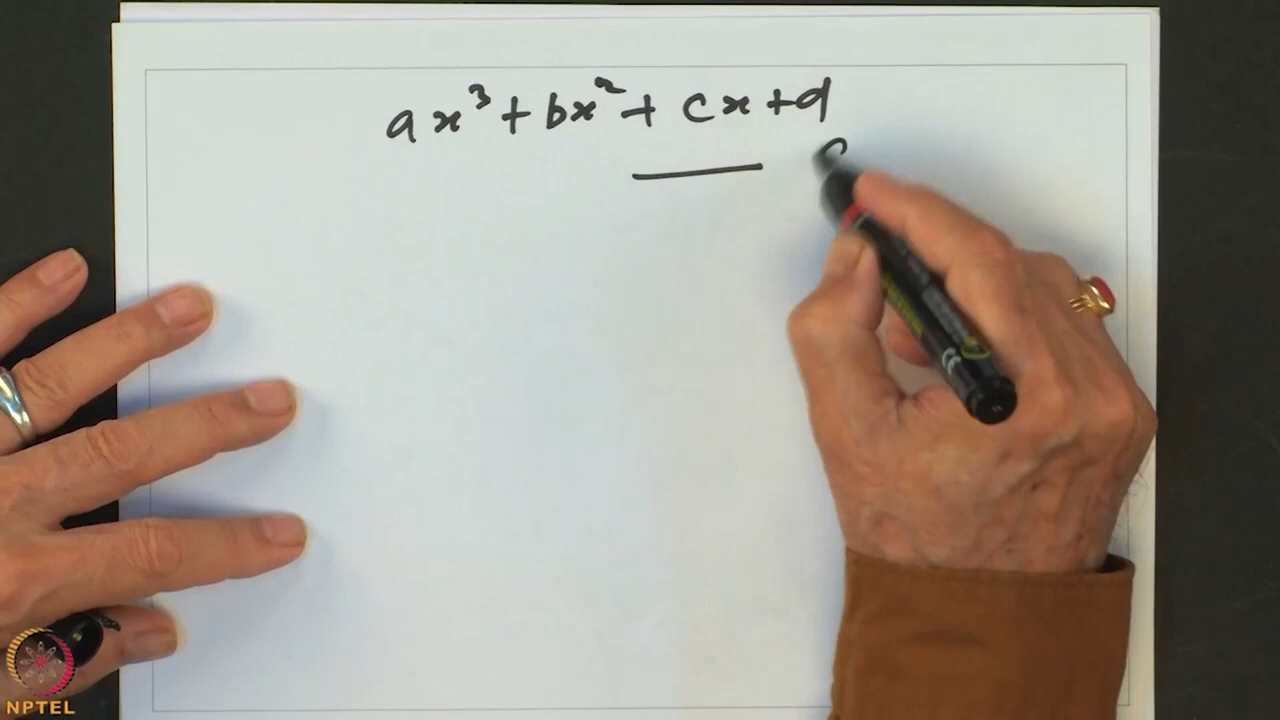 ax³ + bx² + cx + d
NPTEL